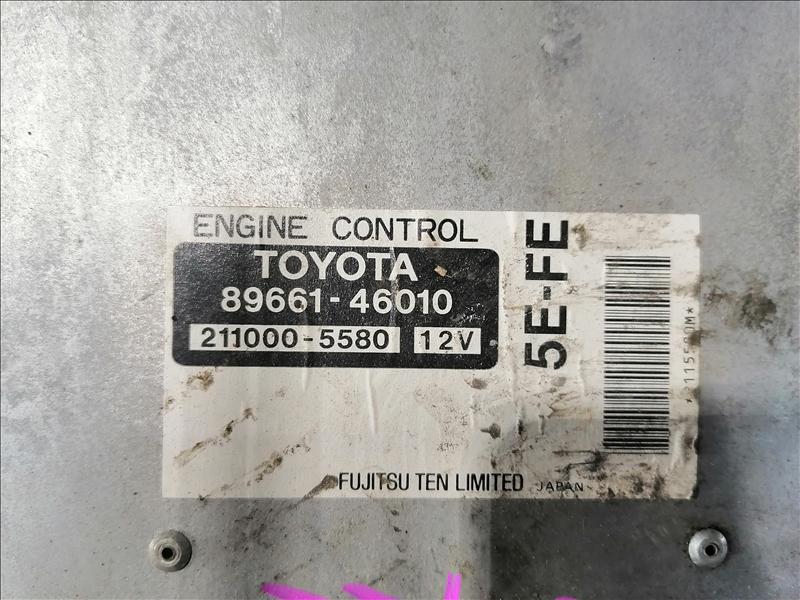 ENGINE CONTROL
TOYOTA
89661-46010
211000-5580 12V
5E-FE
FUJITSU TEN LIMITED JAPAN